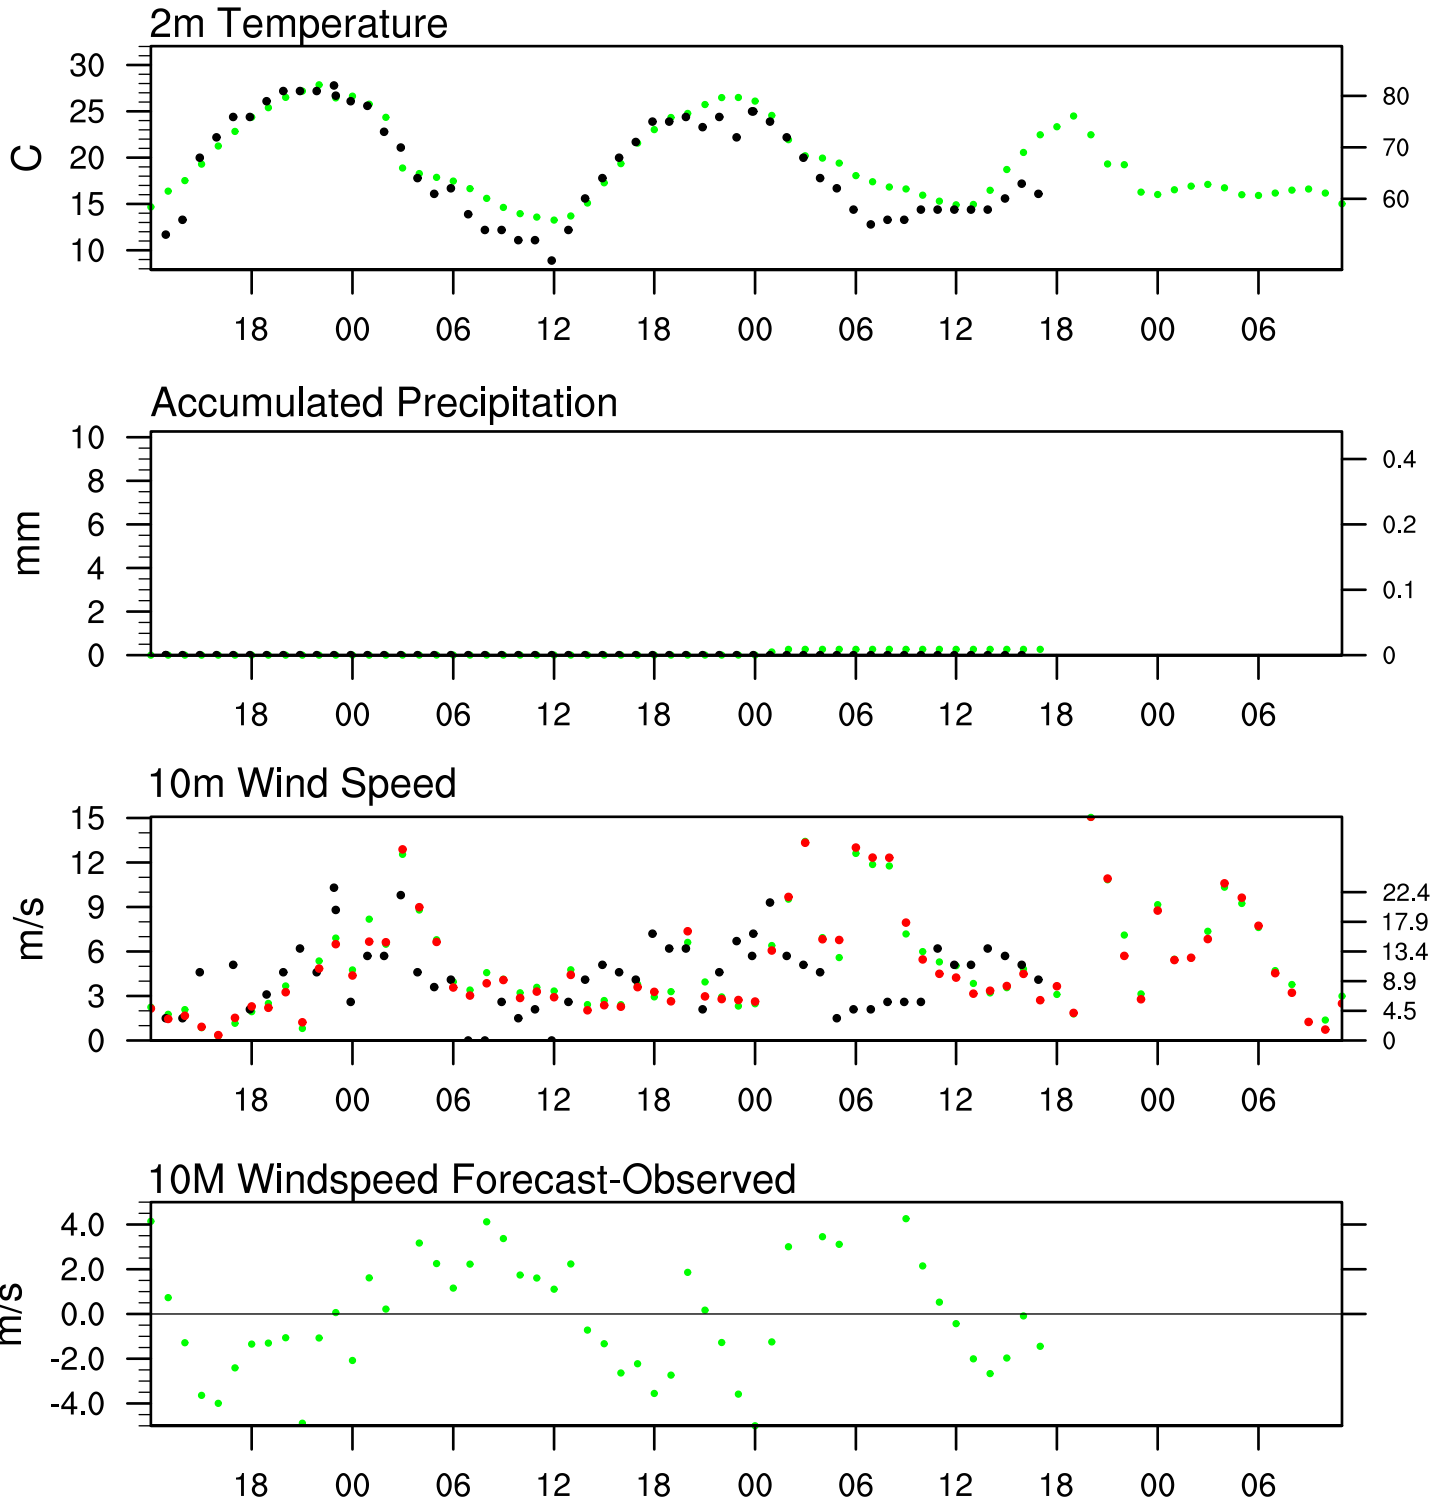 2m Temperature
30
25
20
15
10
C
80
70
60
18 00 06 12 18 00 06 12 18 00 06
Accumulated Precipitation
10
8
6
4
2
0
mm
0.4
0.2
0.1
0
18 00 06 12 18 00 06 12 18 00 06
10m Wind Speed
15
12
9
6
3
0
m/s
22.4
17.9
13.4
8.9
4.5
0
18 00 06 12 18 00 06 12 18 00 06
10M Windspeed Forecast-Observed
4.0
2.0
0.0
-2.0
-4.0
m/s
18 00 06 12 18 00 06 12 18 00 06